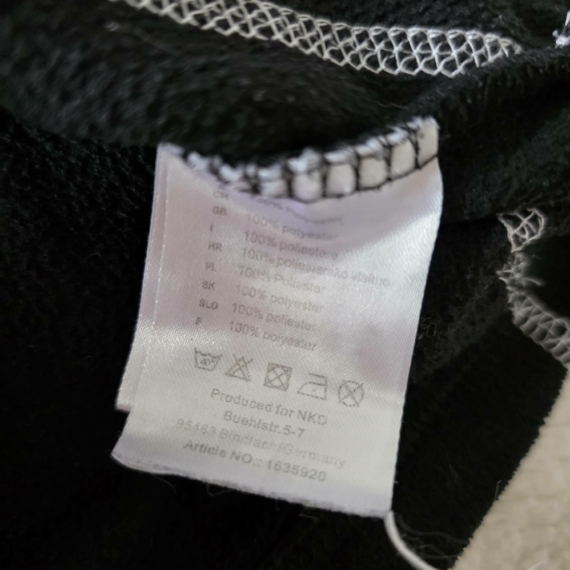 GB 100% polyester
I 100% poliestere
HR 100% poliestersko vlakno
PL 100% Poliester
SK 100% polyester
SLO 100% poliester
F 100% polyester
Produced for NKD
Buehlstr.5-7
95463 Bindlach/Germany
Article NO.: 1635920